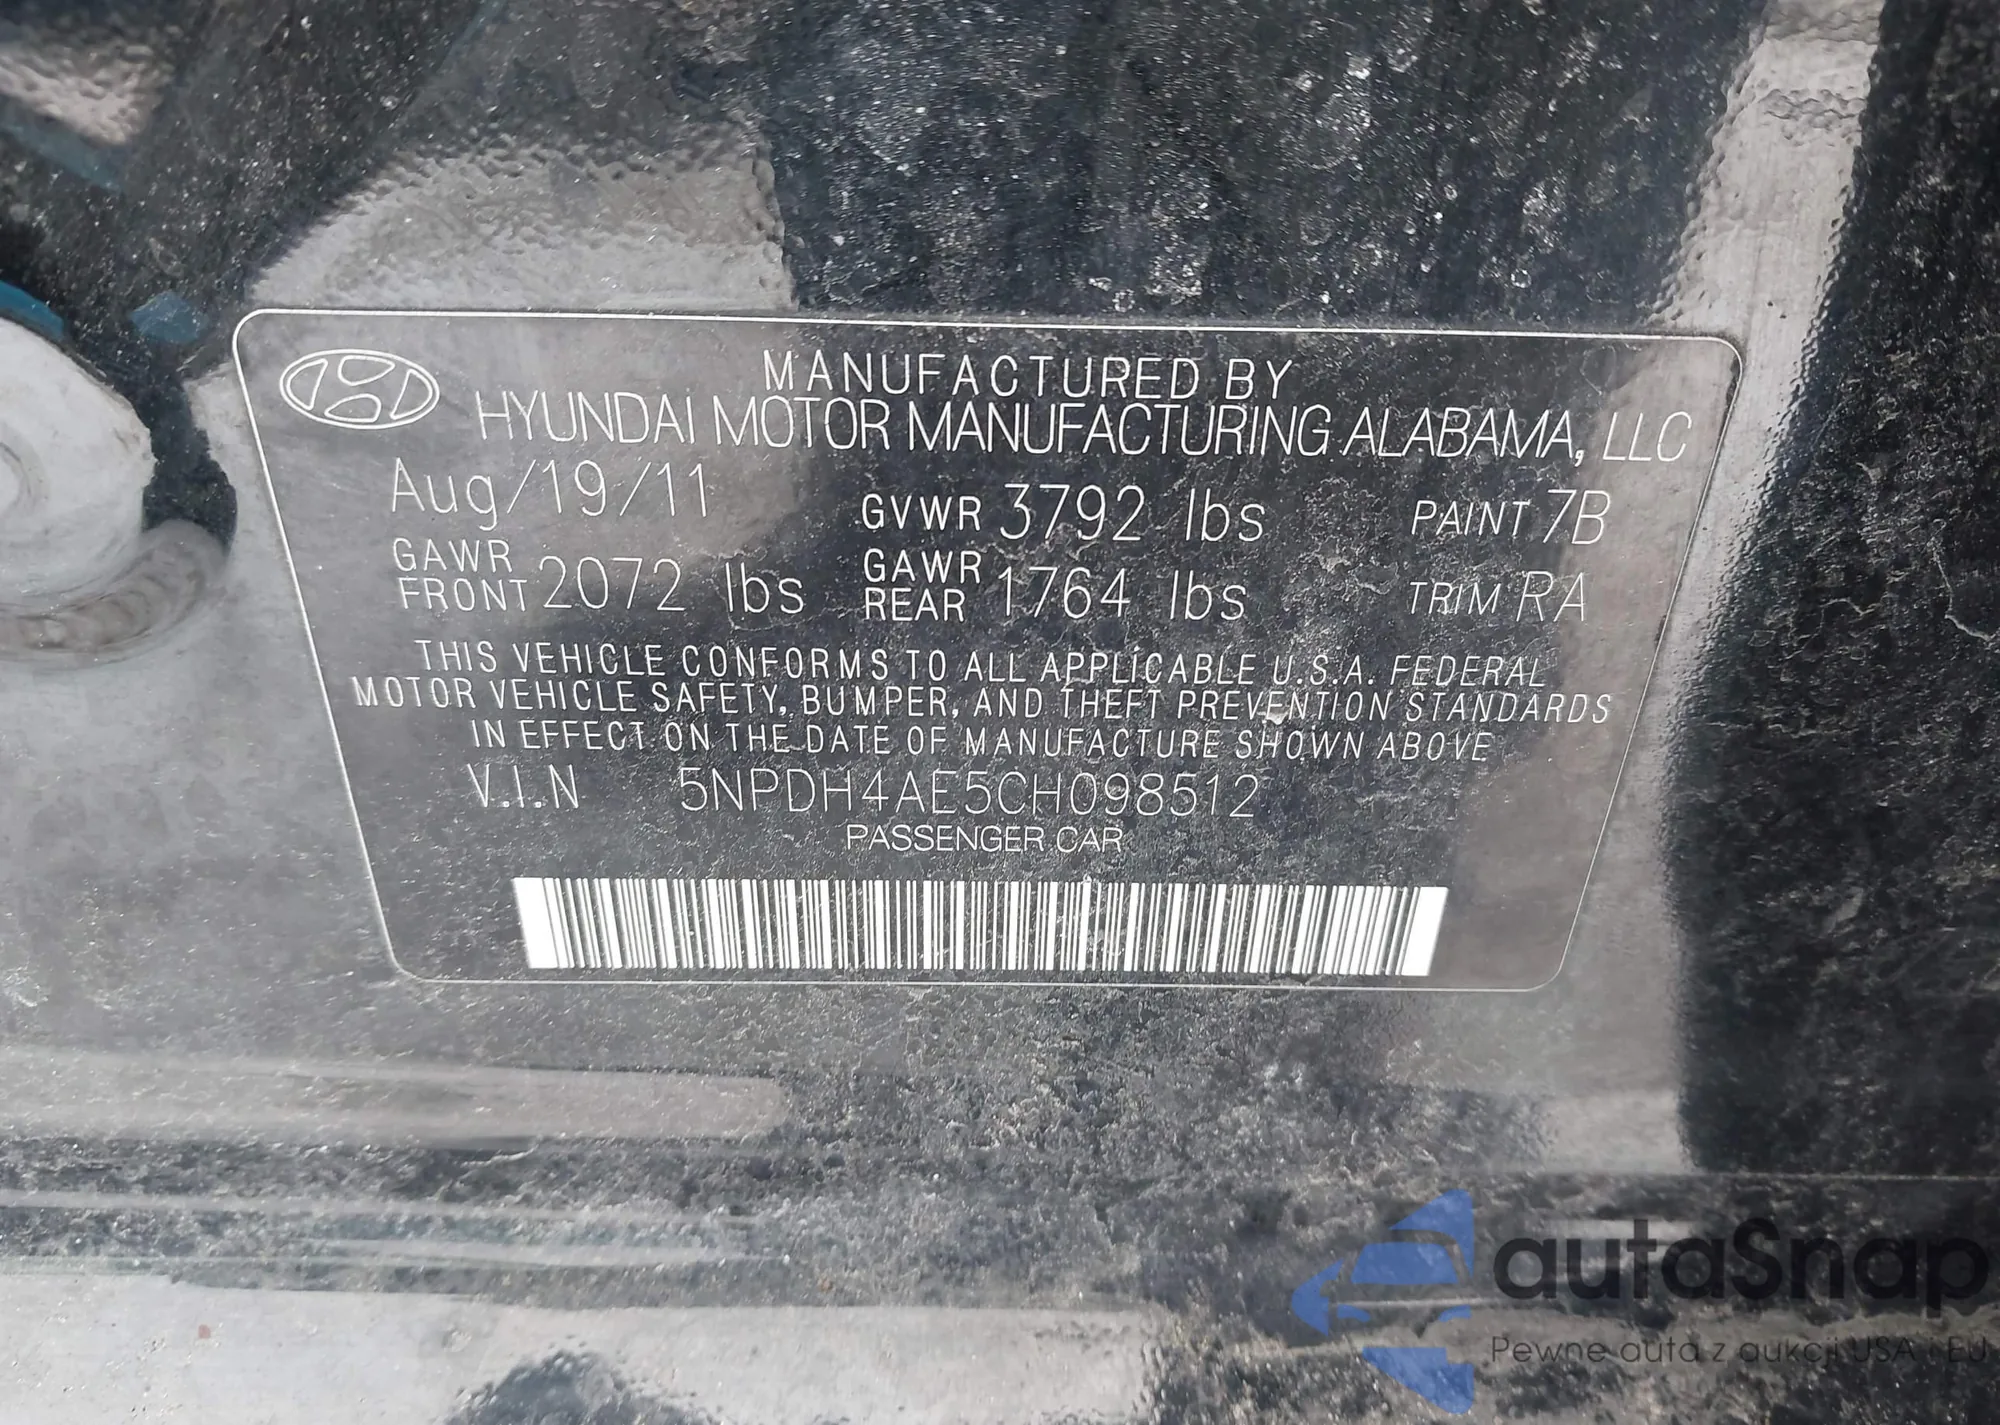 MANUFACTURED BY
HYUNDAI MOTOR MANUFACTURING ALABAMA, LLC
Aug/19/11 GVWR 3792 lbs PAINT 7B
GAWR FRONT 2072 lbs GAWR REAR 1764 lbs TRIM RA
THIS VEHICLE CONFORMS TO ALL APPLICABLE U.S.A. FEDERAL
MOTOR VEHICLE SAFETY, BUMPER, AND THEFT PREVENTION STANDARDS
IN EFFECT ON THE DATE OF MANUFACTURE SHOWN ABOVE
V.I.N 5NPDH4AE5CH098512
PASSENGER CAR
autaSnap
Pewne auta z aukcji USA i EU